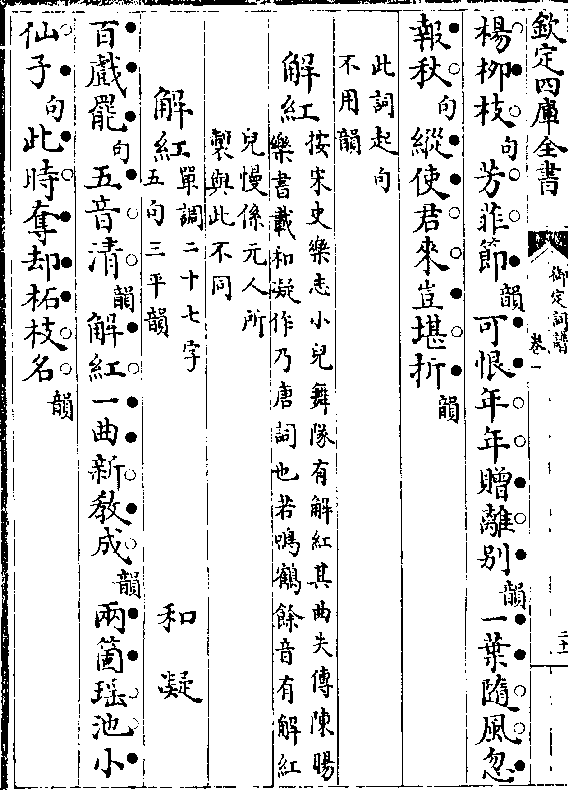 欽定四庫全書
御定詞譜
卷一
楊柳枝句芳菲節韻可恨年年贈離别韻一葉隨風忽
報秋句縱使君來豈堪折韻
此詞起句
不用韻
解紅
按宋史樂志小兒舞隊有解紅其曲失傳陳暘
樂書載和凝作乃唐詞也若鳴鶴餘音有解紅
兒慢係元人所
製與此不同
解紅
單調二十七字
五句三平韻
和凝
百戲罷句五音清韻解紅一曲新教成韻兩箇瑶池小
仙子句此時奪却柘枝名韻